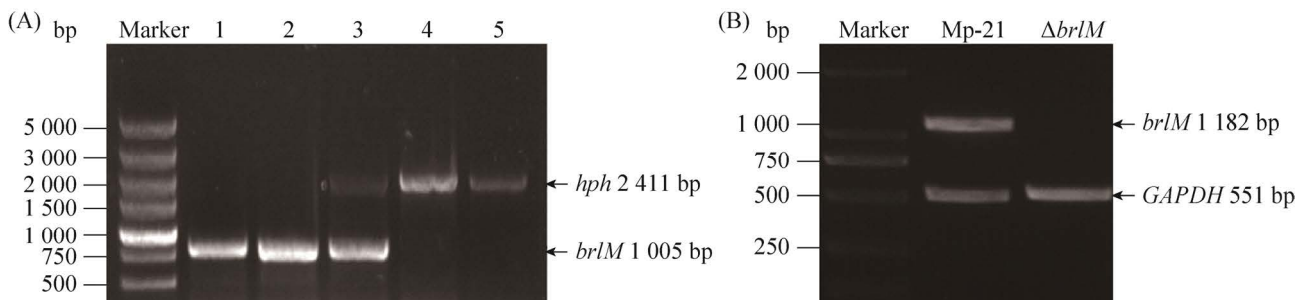 (A) bp Marker 1 2 3 4 5
5 000
3 000
2 000
1 500
1 000
750
500
hph 2 411 bp
brlM 1 005 bp
(B) bp Marker Mp-21 ΔbrlM
2 000
1 000
750
500
250
brlM 1 182 bp
GAPDH 551 bp